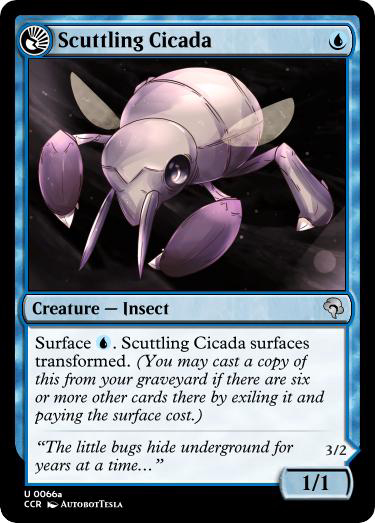 Scuttling Cicada
Creature — Insect
Surface . Scuttling Cicada surfaces
transformed. (You may cast a copy of
this from your graveyard if there are six
or more other cards there by exiling it and
paying the surface cost.)
“The little bugs hide underground for
years at a time…”
3/2
1/1
U 0066a
CCR AutobotTesla